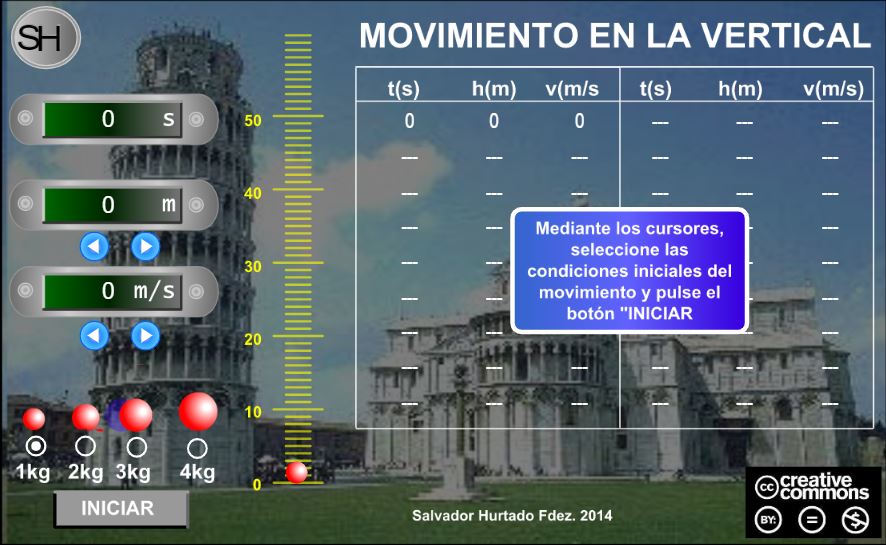 SH
MOVIMIENTO EN LA VERTICAL
t(s) h(m) v(m/s t(s) h(m) v(m/s)
0 0 0 --- --- ---
--- --- --- --- --- ---
--- --- --- --- --- ---
--- --- --- ---
--- --- --- ---
--- --- --- ---
--- --- --- --- --- ---
--- --- --- --- --- ---
--- --- --- --- --- ---
0 s
0 m
0 m/s
50
40
30
20
10
0
Mediante los cursores,
seleccione las
condiciones iniciales del
movimiento y pulse el
botón "INICIAR
1kg 2kg 3kg 4kg
INICIAR
Salvador Hurtado Fdez. 2014
cc creative
commons
BY: = $